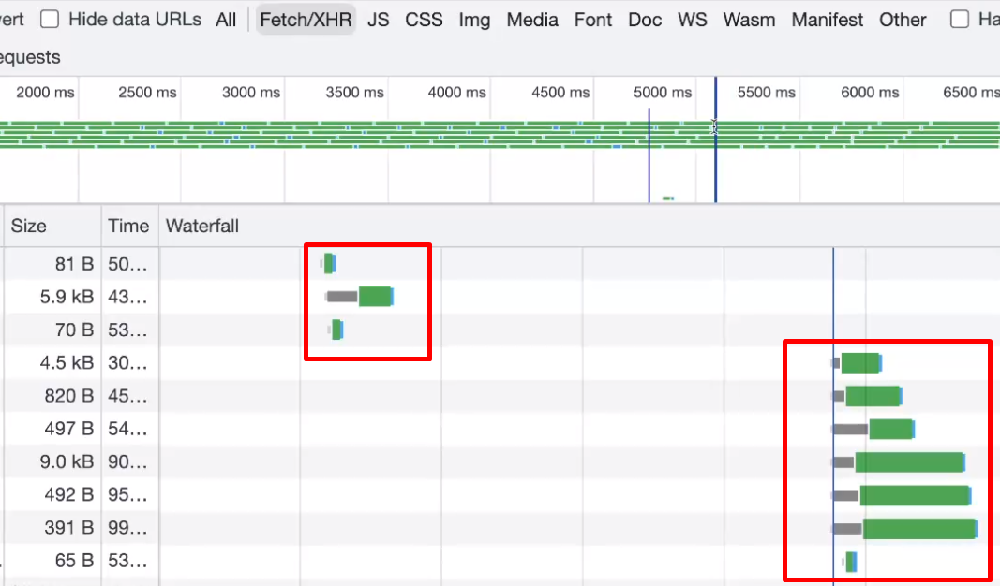 ert Hide data URLs All Fetch/XHR JS CSS Img Media Font Doc WS Wasm Manifest Other Ha
equests
2000 ms 2500 ms 3000 ms 3500 ms 4000 ms 4500 ms 5000 ms 5500 ms 6000 ms 6500 ms
Size Time Waterfall
81 B 50...
5.9 kB 43...
70 B 53...
4.5 kB 30...
820 B 45...
497 B 54...
9.0 kB 90...
492 B 95...
391 B 99...
65 B 53...